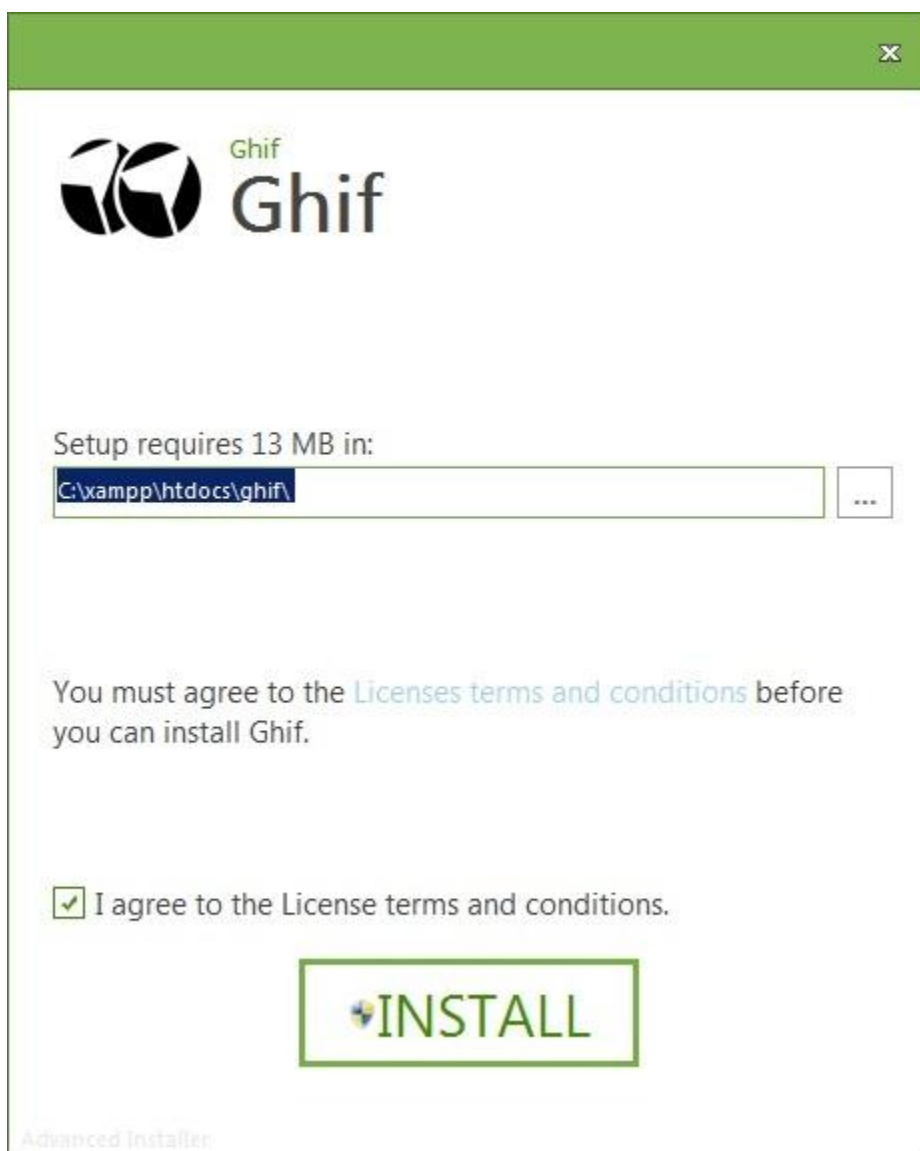 Ghif
Ghif
Setup requires 13 MB in:
C:\xampp\htdocs\ghif\
...
You must agree to the Licenses terms and conditions before
you can install Ghif.
I agree to the License terms and conditions.
INSTALL
Advanced Installer